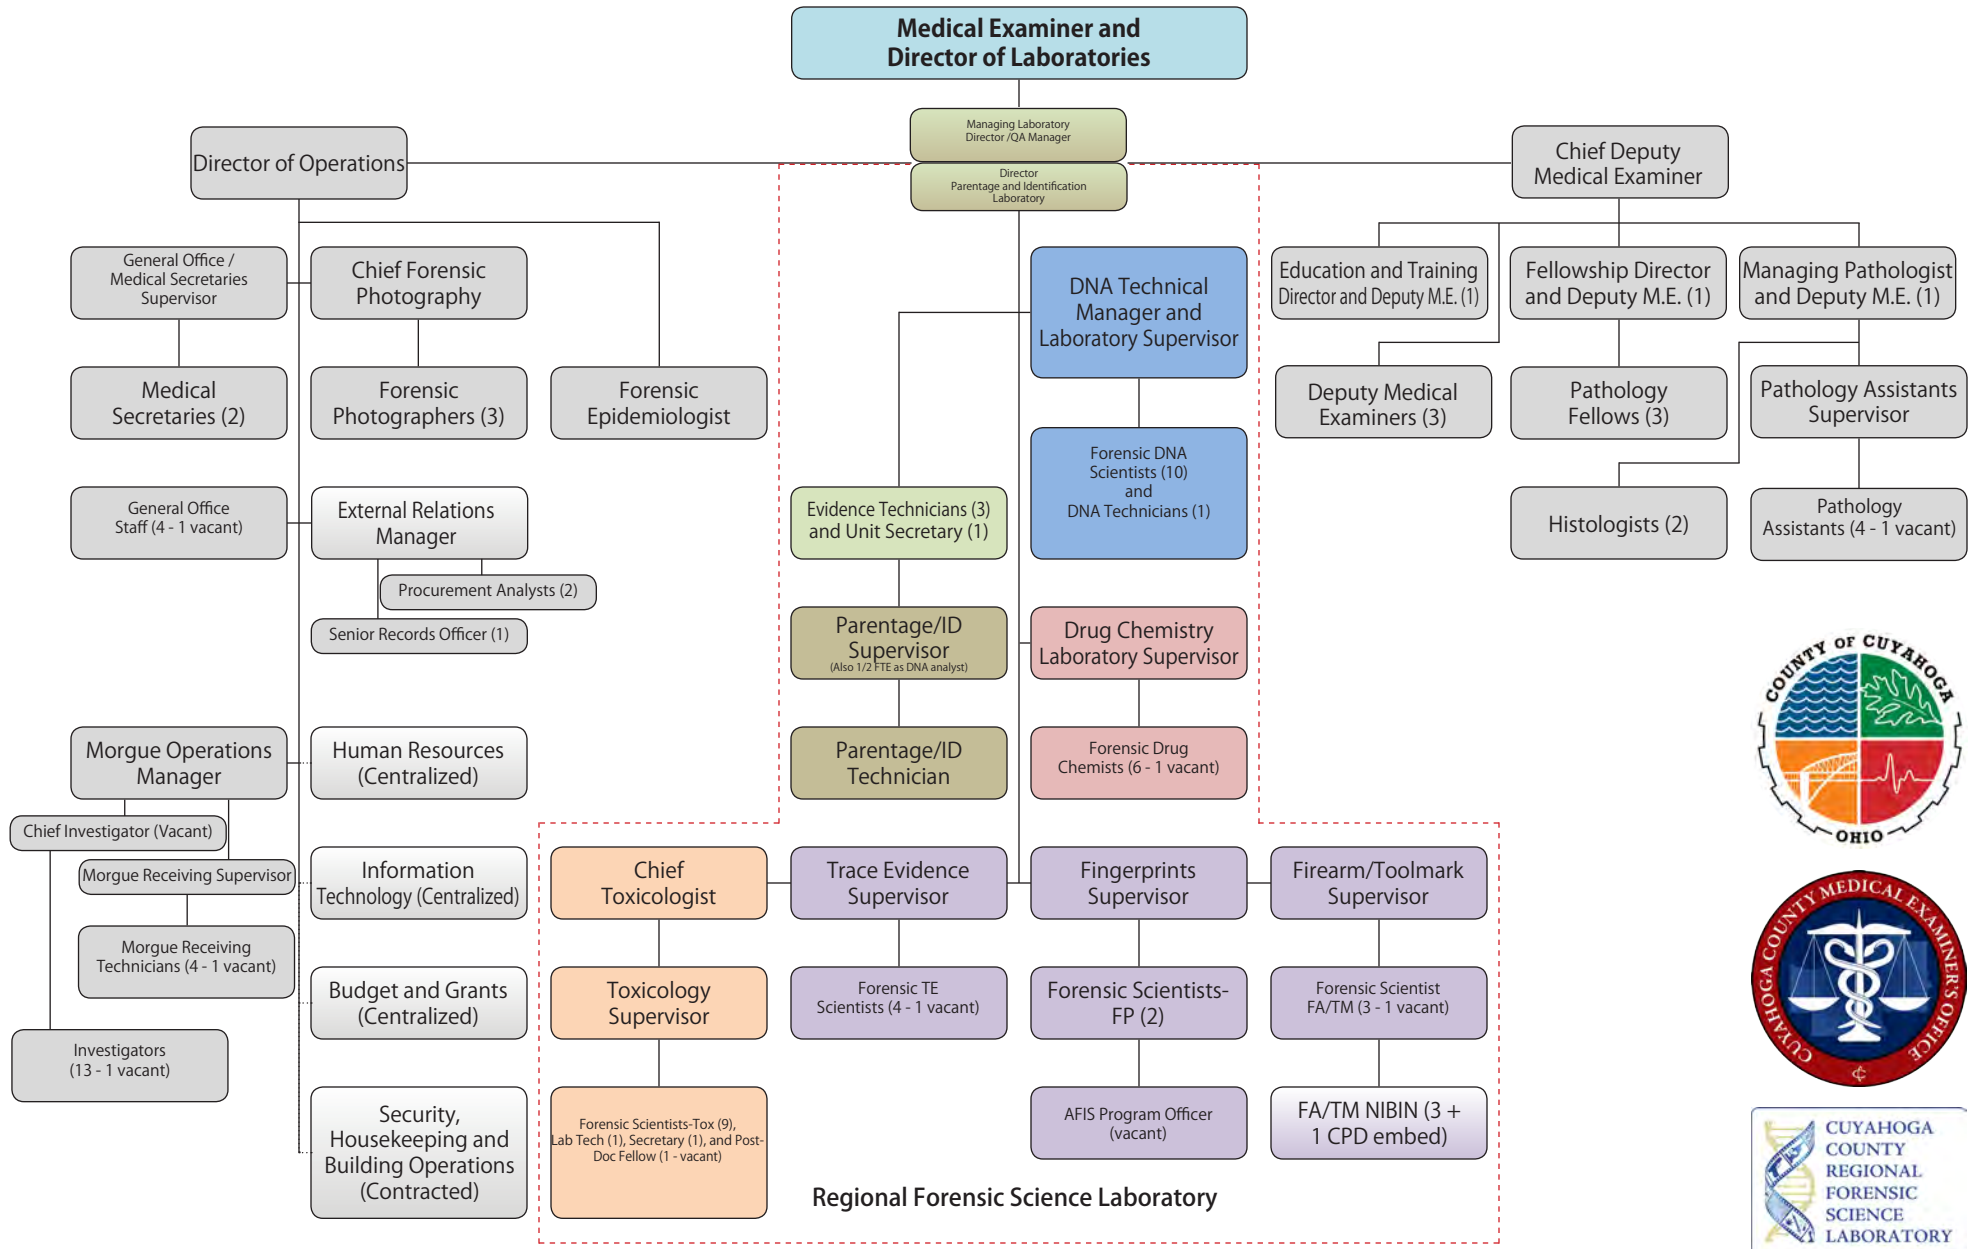 Medical Examiner and
Director of Laboratories
Managing Laboratory
Director /QA Manager
Director
Parentage and Identification
Laboratory
Director of Operations
Chief Deputy
Medical Examiner
General Office /
Medical Secretaries
Supervisor
Chief Forensic
Photography
Medical
Secretaries (2)
Forensic
Photographers (3)
Forensic
Epidemiologist
General Office
Staff (4 - 1 vacant)
External Relations
Manager
Procurement Analysts (2)
Senior Records Officer (1)
Morgue Operations
Manager
Human Resources
(Centralized)
Chief Investigator (Vacant)
Morgue Receiving Supervisor
Information
Technology (Centralized)
Morgue Receiving
Technicians (4 - 1 vacant)
Budget and Grants
(Centralized)
Investigators
(13 - 1 vacant)
Security,
Housekeeping and
Building Operations
(Contracted)
DNA Technical
Manager and
Laboratory Supervisor
Forensic DNA
Scientists (10)
and
DNA Technicians (1)
Evidence Technicians (3)
and Unit Secretary (1)
Parentage/ID
Supervisor
(Also 1/2 FTE as DNA analyst)
Drug Chemistry
Laboratory Supervisor
Parentage/ID
Technician
Forensic Drug
Chemists (6 - 1 vacant)
Chief
Toxicologist
Trace Evidence
Supervisor
Fingerprints
Supervisor
Firearm/Toolmark
Supervisor
Toxicology
Supervisor
Forensic TE
Scientists (4 - 1 vacant)
Forensic Scientists-
FP (2)
Forensic Scientist
FA/TM (3 - 1 vacant)
Forensic Scientists-Tox (9),
Lab Tech (1), Secretary (1), and Post-
Doc Fellow (1 - vacant)
AFIS Program Officer
(vacant)
FA/TM NIBIN (3 +
1 CPD embed)
Regional Forensic Science Laboratory
Education and Training
Director and Deputy M.E. (1)
Fellowship Director
and Deputy M.E. (1)
Managing Pathologist
and Deputy M.E. (1)
Deputy Medical
Examiners (3)
Pathology
Fellows (3)
Pathology Assistants
Supervisor
Histologists (2)
Pathology
Assistants (4 - 1 vacant)
COUNTY OF CUYAHOGA
OHIO
CUYAHOGA COUNTY MEDICAL EXAMINER'S OFFICE
CUYAHOGA
COUNTY
REGIONAL
FORENSIC
SCIENCE
LABORATORY